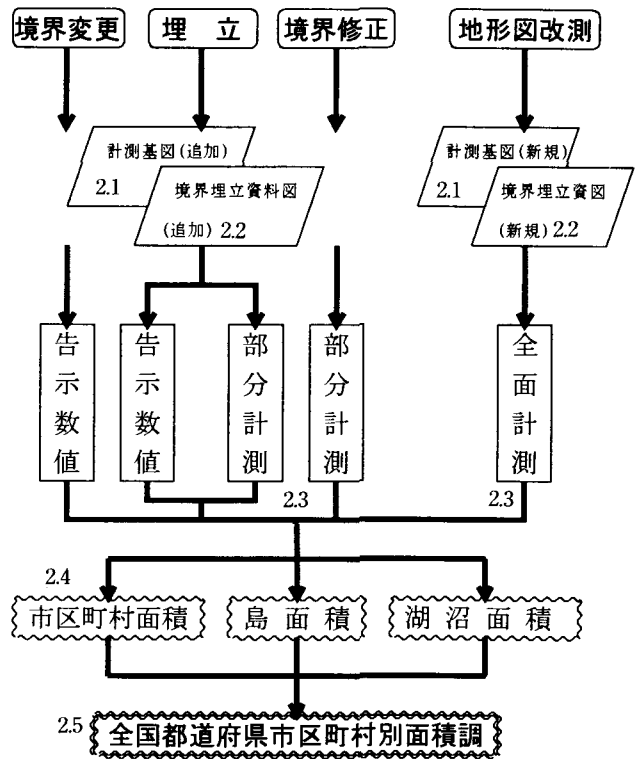 境界変更
埋 立
境界修正
地形図改測
計測基図(追加)
2.1
境界埋立資料図
(追加) 2.2
計測基図(新規)
2.1
境界埋立資図
(新規) 2.2
告示数値
告示数値
部分計測
部分計測
全面計測
2.3
2.3
2.4
市区町村面積
島 面 積
湖 沼 面 積
2.5
全国都道府県市区町村別面積調